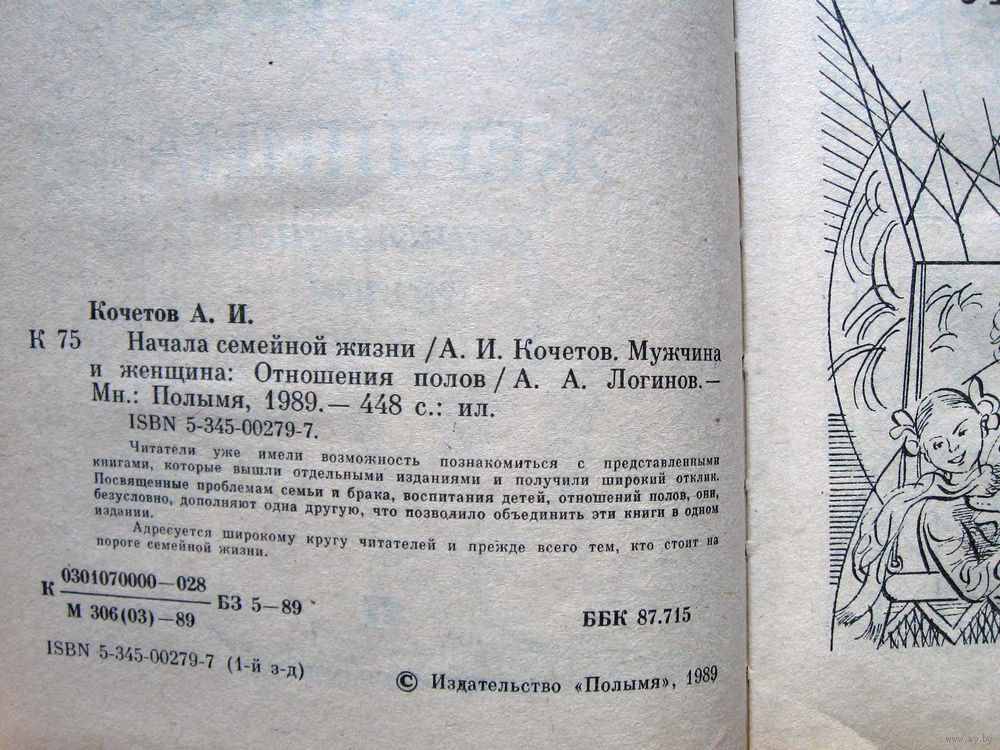 Кочетов А. И.
К 75 Начала семейной жизни /А. И. Кочетов. Мужчина
и женщина: Отношения полов / А. А. Логинов.—
Мн.: Полымя, 1989.— 448 с.: ил.
ISBN 5-345-00279-7.
Читатели уже имели возможность познакомиться с представленными
книгами, которые вышли отдельными изданиями и получили широкий отклик.
Посвященные проблемам семьи и брака, воспитания детей, отношений полов, они,
безусловно, дополняют одна другую, что позволило объединить эти книги в одном
издании.
Адресуется широкому кругу читателей и прежде всего тем, кто стоит на
пороге семейной жизни.
К 0301070000—028
М 306(03)—89
БЗ 5—89
ББК 87.715
ISBN 5-345-00279-7 (1-й з-д)
© Издательство «Полымя», 1989
www.ay.by